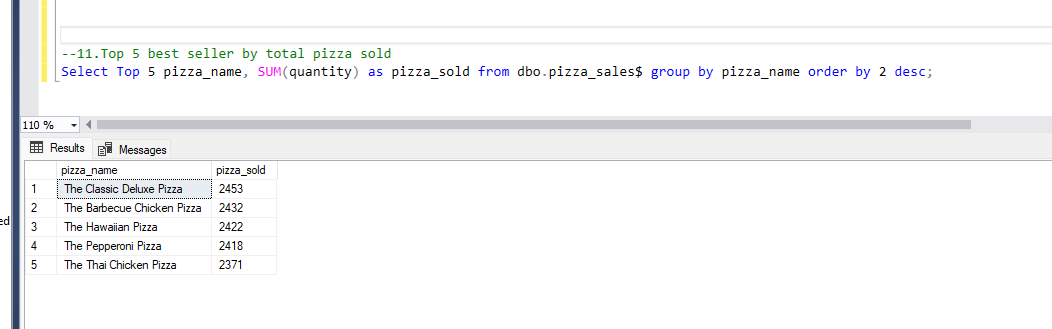 --11.Top 5 best seller by total pizza sold
Select Top 5 pizza_name, SUM(quantity) as pizza_sold from dbo.pizza_sales$ group by pizza_name order by 2 desc;
110 %
Results Messages
pizza_name pizza_sold
1 The Classic Deluxe Pizza 2453
2 The Barbecue Chicken Pizza 2432
ed
3 The Hawaiian Pizza 2422
4 The Pepperoni Pizza 2418
5 The Thai Chicken Pizza 2371